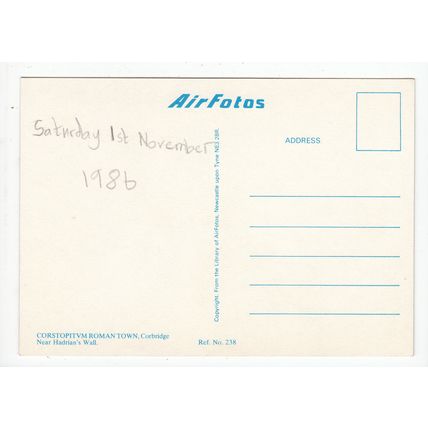 AirFotos
Saturday 1st November
1986
ADDRESS
Copyright: From the Library of AirFotos, Newcastle upon Tyne NE3 2BR.
CORSTOPITVM ROMAN TOWN, Corbridge
Near Hadrian's Wall.
Ref. No. 238